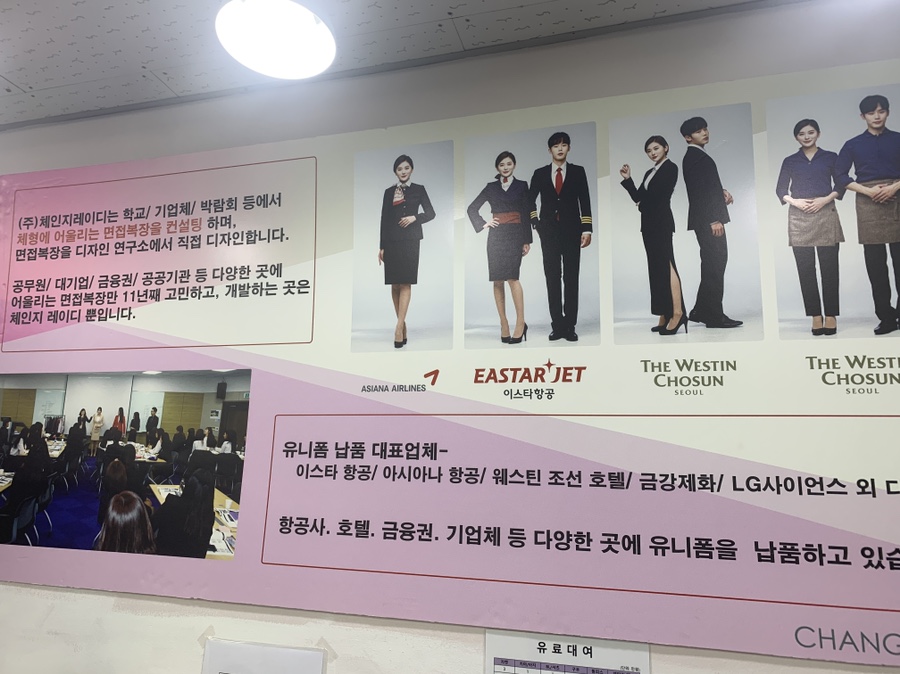 (주)체인지레이디는 학교/ 기업체/ 박람회 등에서
체형에 어울리는 면접복장을 컨설팅 하며,
면접복장을 디자인 연구소에서 직접 디자인합니다.
공무원/ 대기업/ 금융권/ 공공기관 등 다양한 곳에
어울리는 면접복장만 11년째 고민하고, 개발하는 곳은
체인지 레이디 뿐입니다.
ASIANA AIRLINES
EASTAR JET
이스타항공
THE WESTIN
CHOSUN
SEOUL
THE WESTI
CHOSUN
SEOUL
유니폼 납품 대표업체-
이스타 항공/ 아시아나 항공/ 웨스틴 조선 호텔/ 금강제화/ LG사이언스 외 다
항공사. 호텔. 금융권. 기업체 등 다양한 곳에 유니폼을 납품하고 있습
CHANG
유료대여